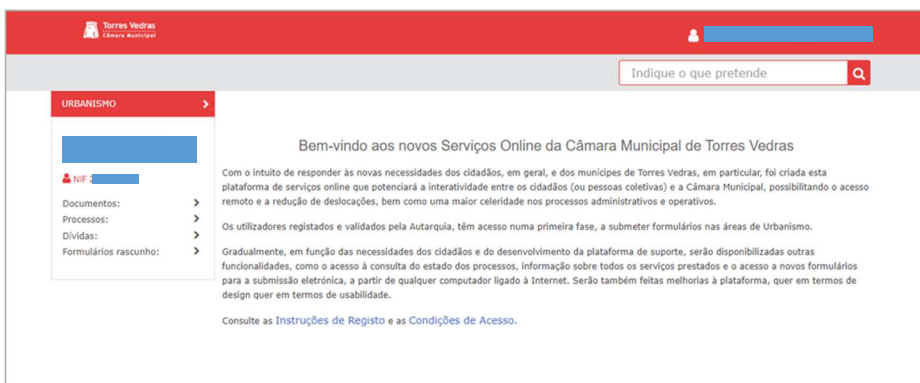 Torres Vedras
Câmara Municipal
Indique o que pretende
URBANISMO
NIF 2
Documentos:
Processos:
Dívidas:
Formulários rascunho:
Bem-vindo aos novos Serviços Online da Câmara Municipal de Torres Vedras
Com o intuito de responder às novas necessidades dos cidadãos, em geral, e dos munícipes de Torres Vedras, em particular, foi criada esta
plataforma de serviços online que potenciará a interatividade entre os cidadãos (ou pessoas coletivas) e a Câmara Municipal, possibilitando o acesso
remoto e a redução de deslocações, bem como uma maior celeridade nos processos administrativos e operativos.
Os utilizadores registados e validados pela Autarquia, têm acesso numa primeira fase, a submeter formulários nas áreas de Urbanismo.
Gradualmente, em função das necessidades dos cidadãos e do desenvolvimento da plataforma de suporte, serão disponibilizadas outras
funcionalidades, como o acesso à consulta do estado dos processos, informação sobre todos os serviços prestados e o acesso a novos formulários
para a submissão eletrónica, a partir de qualquer computador ligado à Internet. Serão também feitas melhorias à plataforma, quer em termos de
design quer em termos de usabilidade.
Consulte as Instruções de Registo e as Condições de Acesso.